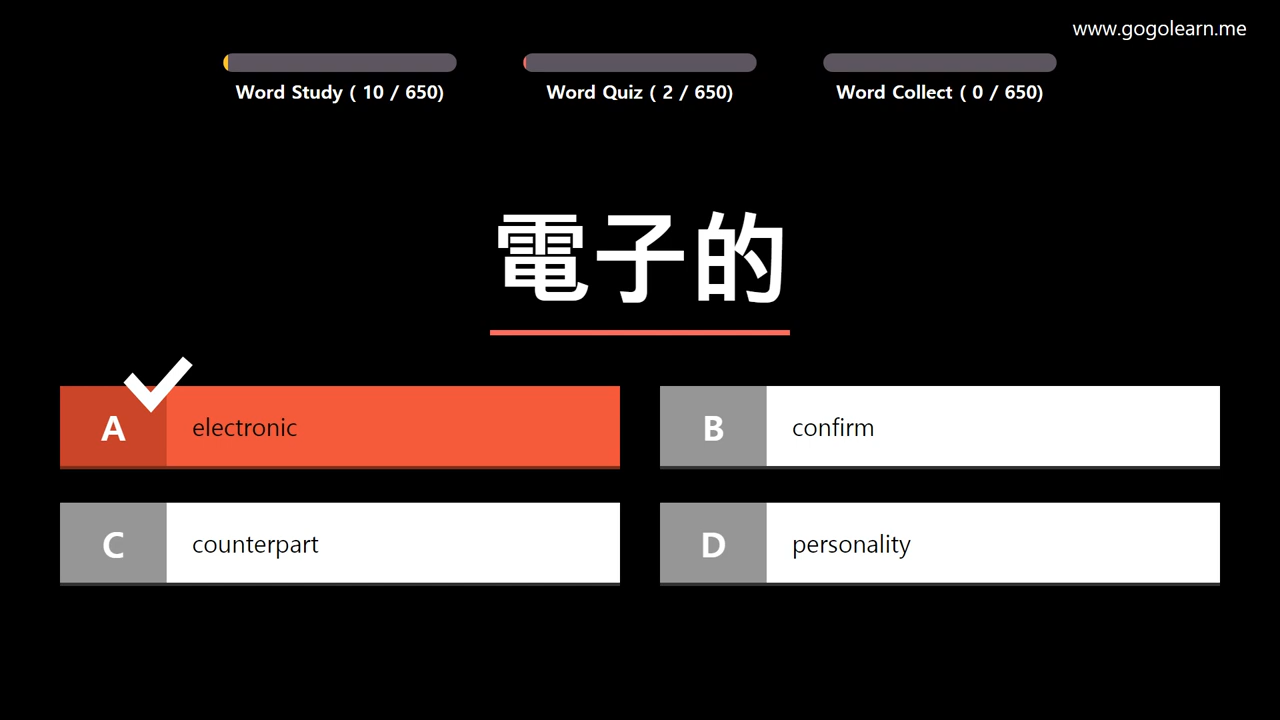 www.gogolearn.me
Word Study ( 10 / 650)
Word Quiz ( 2 / 650)
Word Collect ( 0 / 650)
電子的
A electronic
B confirm
C counterpart
D personality